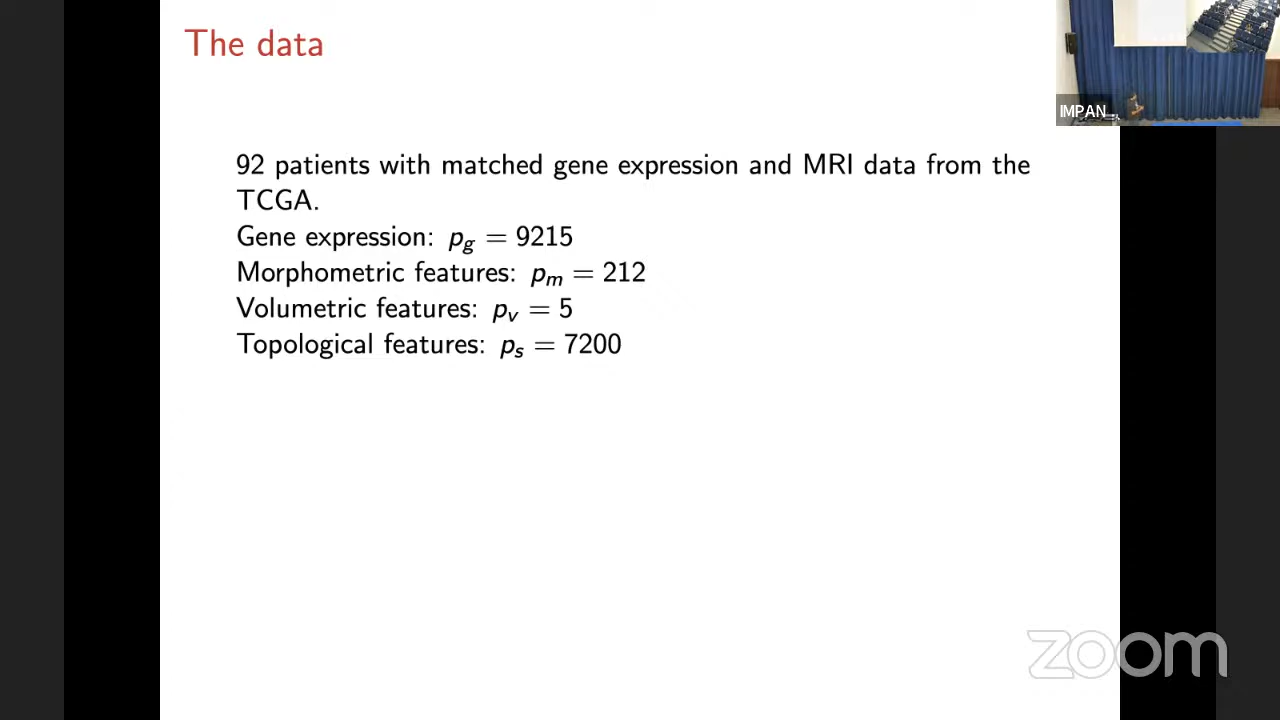 The data
IMPAN
92 patients with matched gene expression and MRI data from the
TCGA.
Gene expression: p_g = 9215
Morphometric features: p_m = 212
Volumetric features: p_v = 5
Topological features: p_s = 7200
zoom